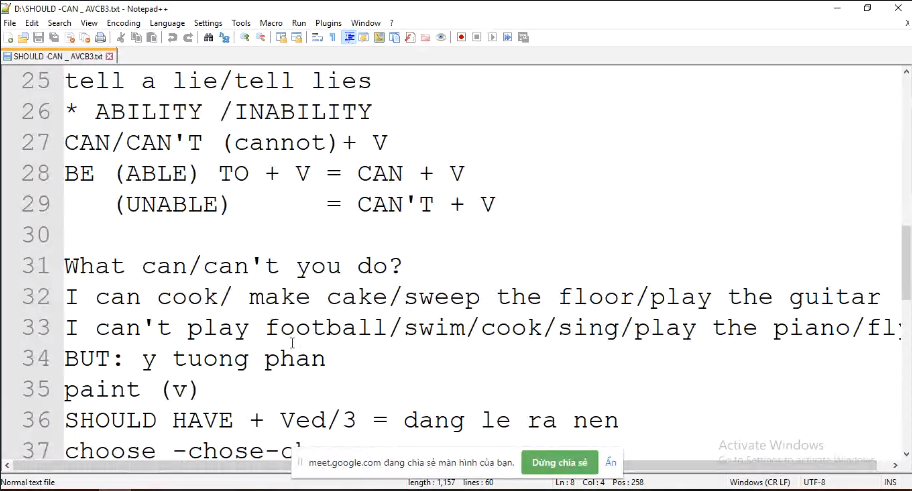 D:\SHOULD -CAN _ AVCB3.txt - Notepad++
File Edit Search View Encoding Language Settings Tools Macro Run Plugins Window ?
SHOULD -CAN _ AVCB3.txt
25 tell a lie/tell lies
26 * ABILITY /INABILITY
27 CAN/CAN'T (cannot)+ V
28 BE (ABLE) TO + V = CAN + V
29 (UNABLE) = CAN'T + V
30
31 What can/can't you do?
32 I can cook/ make cake/sweep the floor/play the guitar
33 I can't play football/swim/cook/sing/play the piano/fly
34 BUT: y tuong phan
35 paint (v)
36 SHOULD HAVE + Ved/3 = dang le ra nen
37 choose -chose-
meet.google.com đang chia sẻ màn hình của bạn. Dừng chia sẻ Ẩn
Activate Windows
Go to Settings to activate Windows.
Normal text file length : 1,157 lines : 60 Ln : 8 Col : 4 Pos : 258 Windows (CR LF) UTF-8 INS